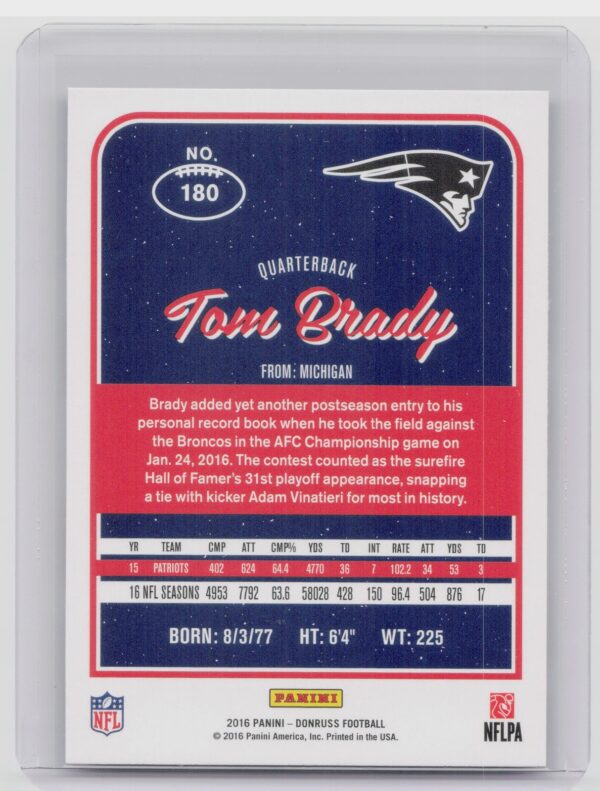 NO.
180
QUARTERBACK
Tom Brady
FROM: MICHIGAN
Brady added yet another postseason entry to his
personal record book when he took the field against
the Broncos in the AFC Championship game on
Jan. 24, 2016. The contest counted as the surefire
Hall of Famer's 31st playoff appearance, snapping
a tie with kicker Adam Vinatieri for most in history.
YR TEAM CMP ATT CMP% YDS TD INT RATE ATT YDS TD
15 PATRIOTS 402 624 64.4 4770 36 7 102.2 34 53 3
16 NFL SEASONS 4953 7792 63.6 58028 428 150 96.4 504 876 17
BORN: 8/3/77 HT: 6'4" WT: 225
NFL
PANINI
NFLPA
2016 PANINI – DONRUSS FOOTBALL
© 2016 Panini America, Inc. Printed in the USA.